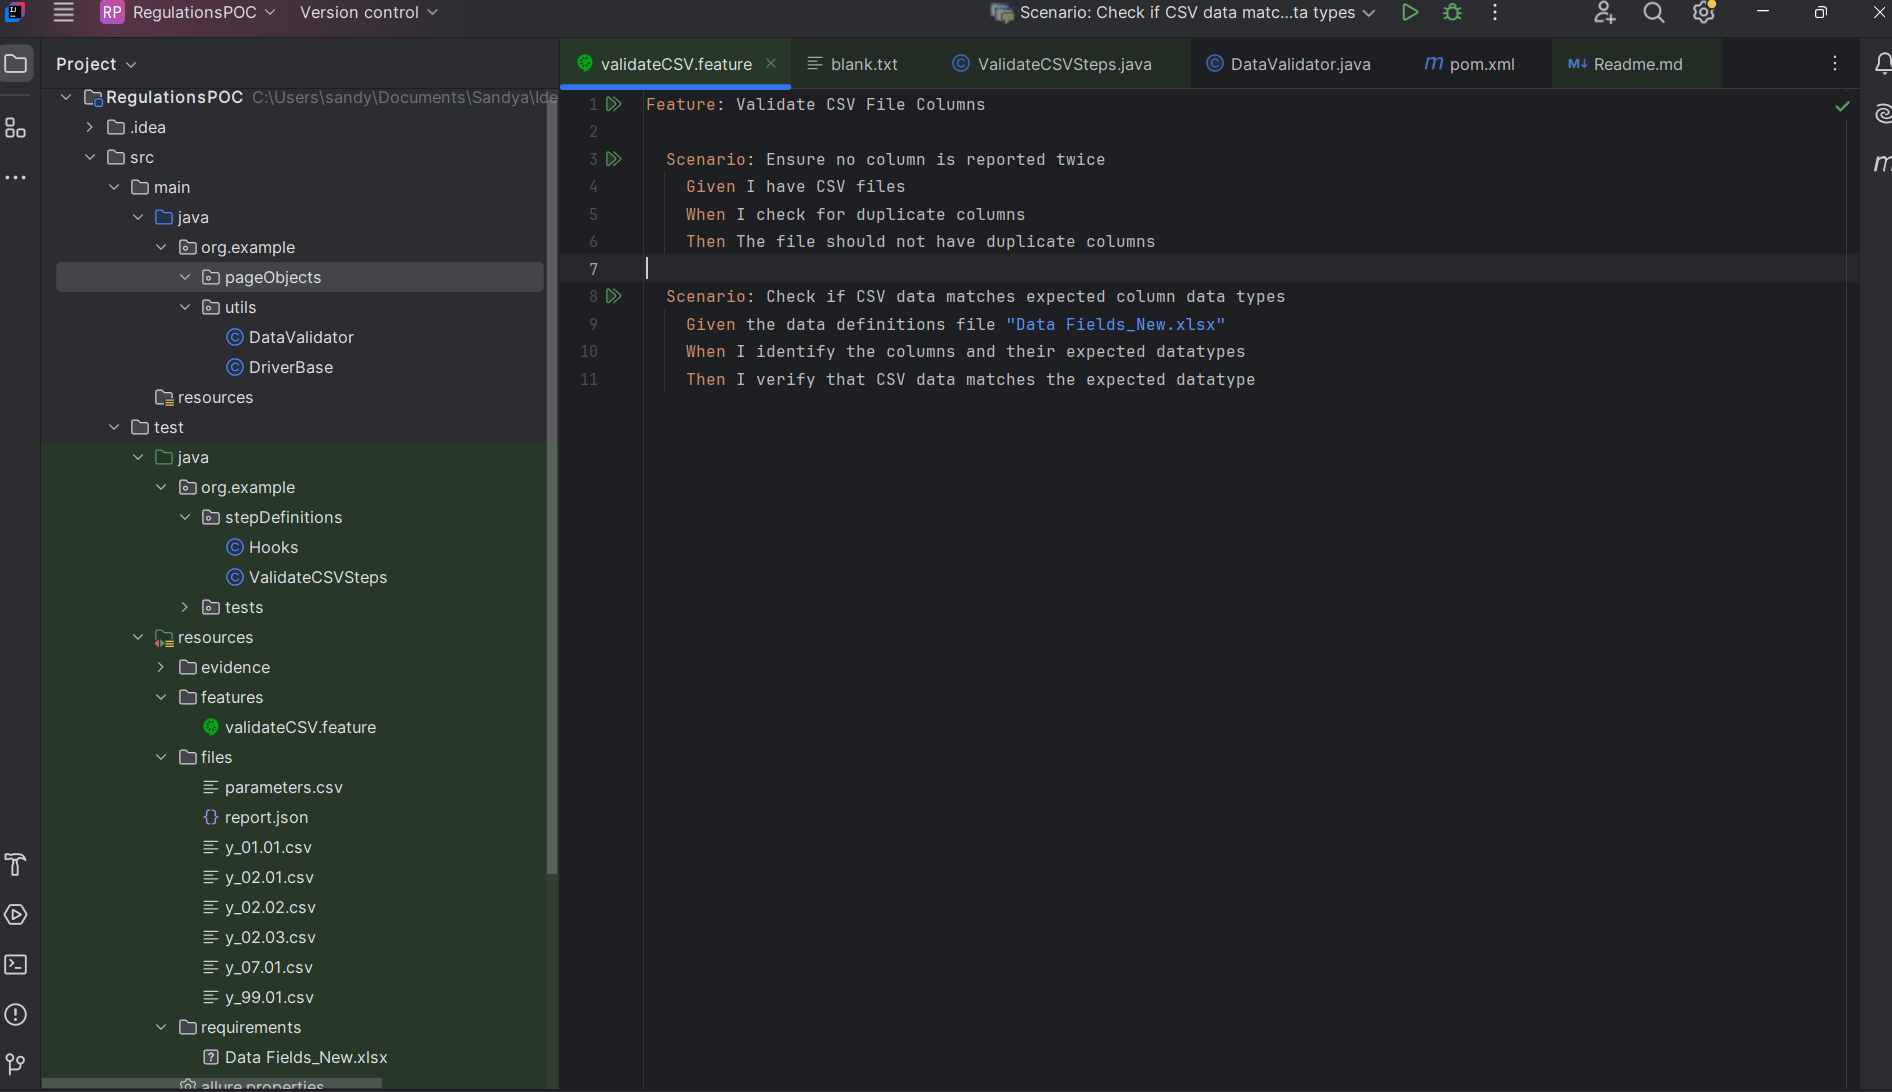 RP RegulationsPOC Version control Scenario: Check if CSV data matc...ta types
Project
validateCSV.feature
blank.txt
ValidateCSVSteps.java
DataValidator.java
m pom.xml
M↓ Readme.md
RegulationsPOC C:\Users\sandy\Documents\Sandya\Ide
.idea
src
main
java
org.example
pageObjects
utils
DataValidator
DriverBase
resources
test
java
org.example
stepDefinitions
Hooks
ValidateCSVSteps
tests
resources
evidence
features
validateCSV.feature
files
parameters.csv
report.json
y_01.01.csv
y_02.01.csv
y_02.02.csv
y_02.03.csv
y_07.01.csv
y_99.01.csv
requirements
Data Fields_New.xlsx
allure.properties
1 Feature: Validate CSV File Columns
2
3 Scenario: Ensure no column is reported twice
4 Given I have CSV files
5 When I check for duplicate columns
6 Then The file should not have duplicate columns
7
8 Scenario: Check if CSV data matches expected column data types
9 Given the data definitions file "Data Fields_New.xlsx"
10 When I identify the columns and their expected datatypes
11 Then I verify that CSV data matches the expected datatype